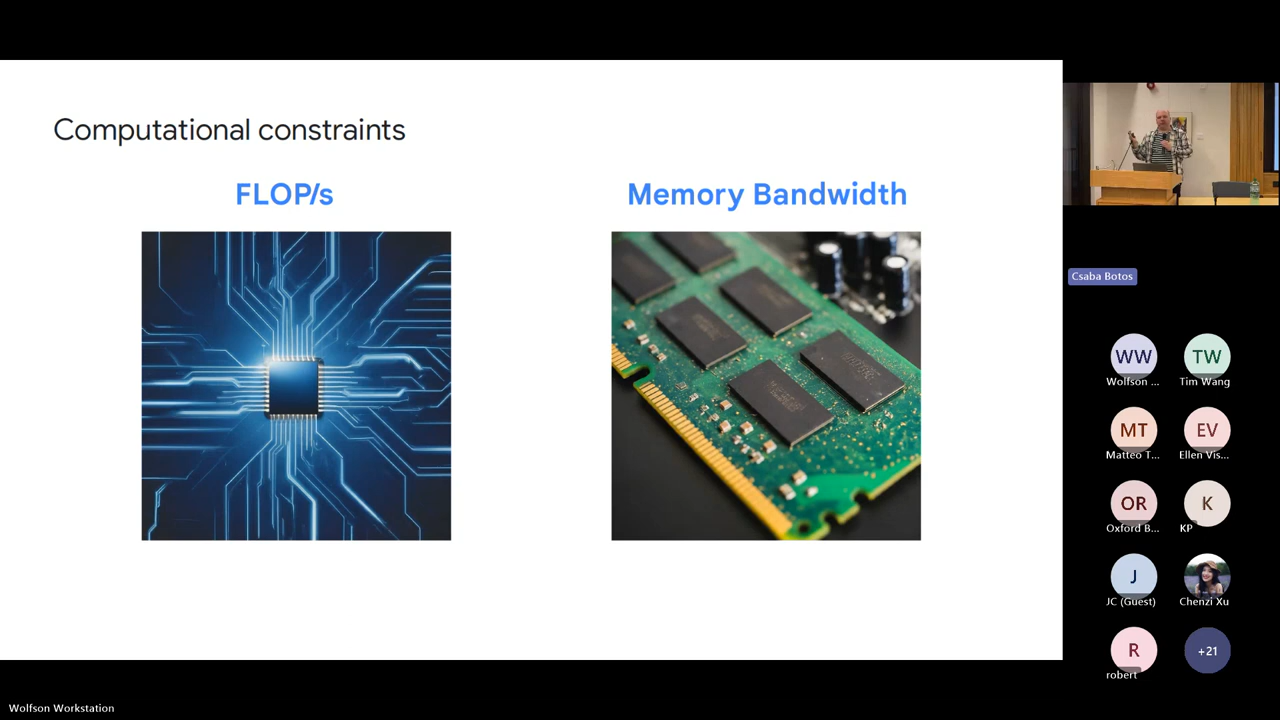 Computational constraints
FLOP/s
Memory Bandwidth
Csaba Botos
WW
TW
Wolfson ...
Tim Wang
MT
EV
Matteo T...
Ellen Vis...
OR
K
Oxford B...
KP
J
JC (Guest)
Chenzi Xu
R
+21
robert
Wolfson Workstation